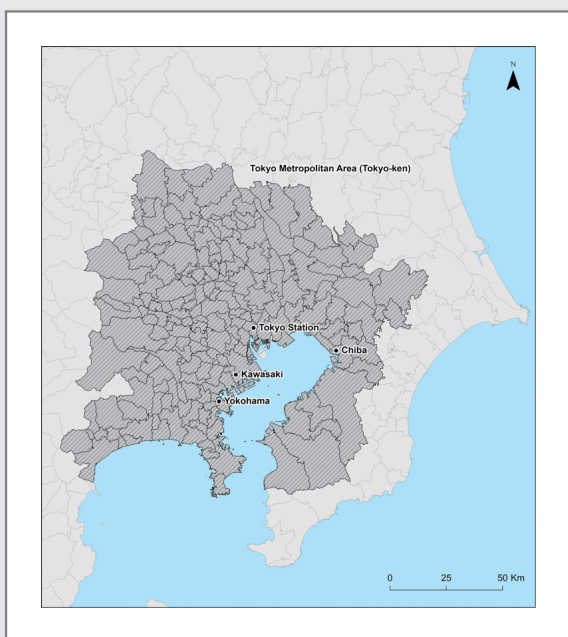 N
Tokyo Metropolitan Area (Tokyo-ken)
Tokyo Station
Chiba
Kawasaki
Yokohama
0 25 50 Km